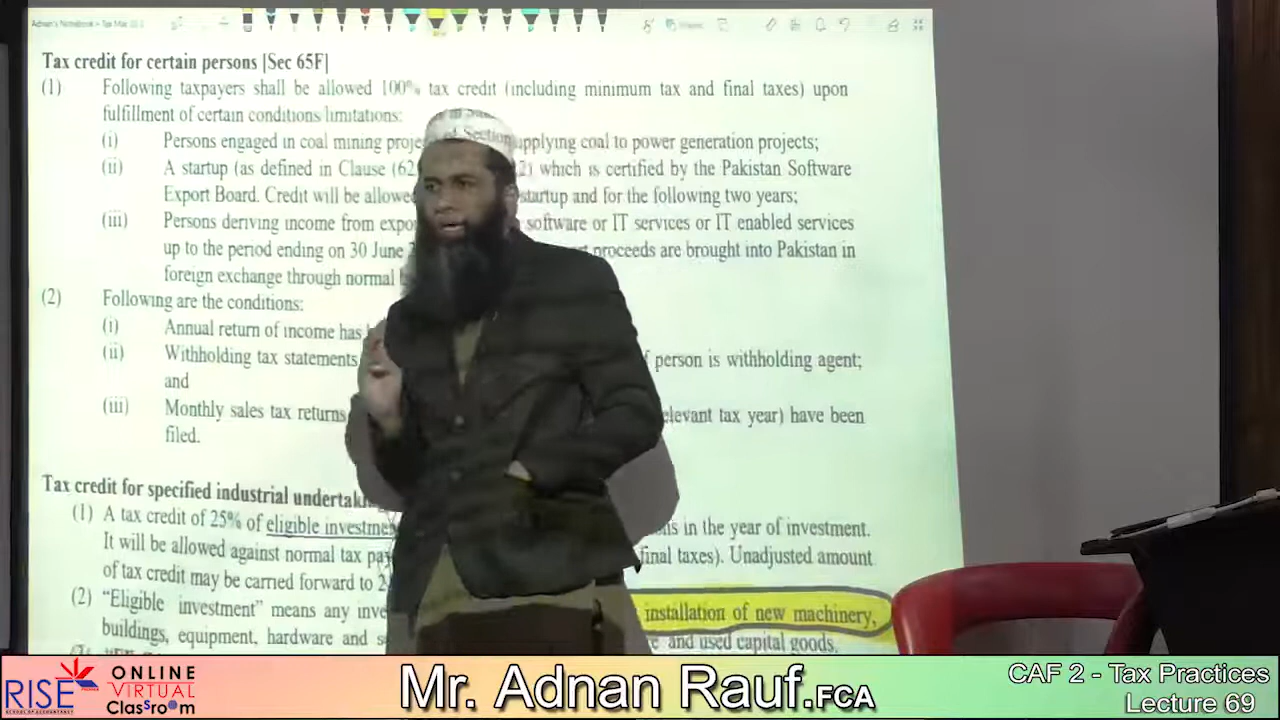 Adnan's Notebook
Tax credit for certain persons [Sec 65F]
(1) Following taxpayers shall be allowed 100% tax credit (including minimum tax and final taxes) upon
fulfillment of certain conditions limitations:
(i) Persons engaged in coal mining applying coal to power generation projects;
(ii) A startup (as defined in Clause (62 2) which is certified by the Pakistan Software
Export Board. Credit will be allowed startup and for the following two years;
(iii) Persons deriving income from software or IT services or IT enabled services
up to the period ending on 30 June proceeds are brought into Pakistan in
foreign exchange through normal
(2) Following are the conditions:
(i) Annual return of income has
(ii) Withholding tax statements person is withholding agent;
and
(iii) Monthly sales tax returns elevant tax year) have been
filed.
Tax credit for specified industrial
(1) A tax credit of 25% of eligible in the year of investment.
It will be allowed against normal tax final taxes). Unadjusted amount
of tax credit may be carried forward to
(2) "Eligible investment" means any installation of new machinery,
buildings, equipment, hardware and and used capital goods.
RISE
SCHOOL OF ACCOUNTANCY
ONLINE
VIRTUAL
ClassroOm
Mr. Adnan Rauf.FCA
CAF 2 - Tax Practices
Lecture 69